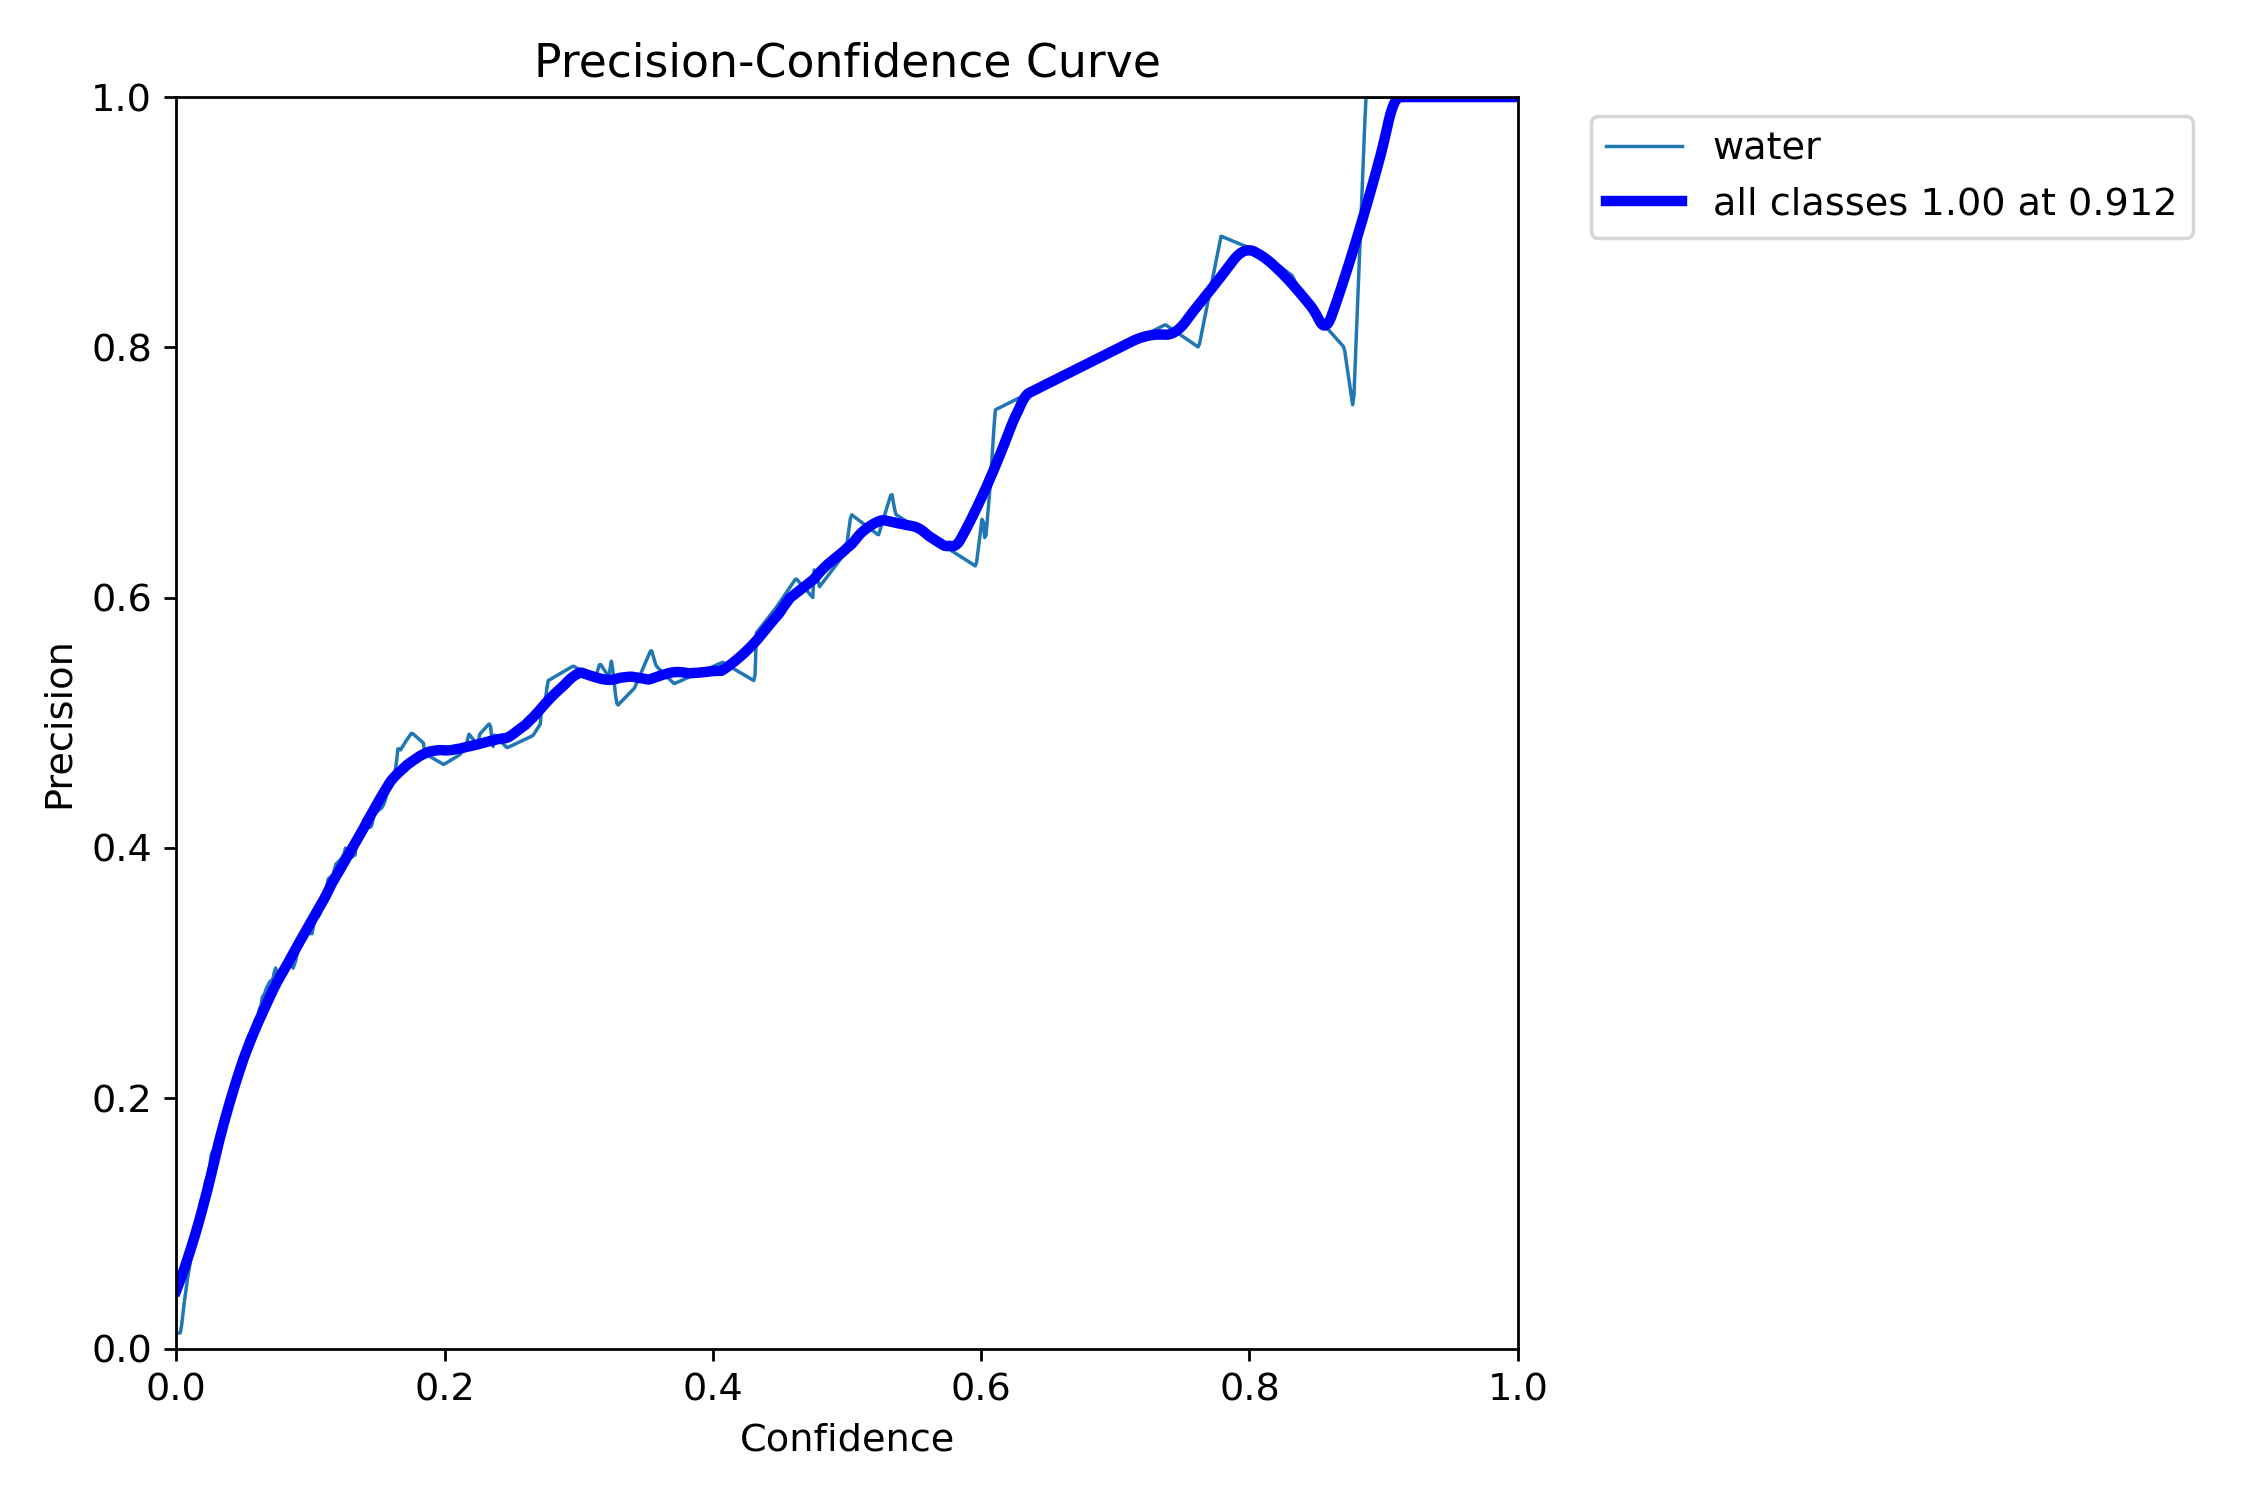 Precision-Confidence Curve
water
all classes 1.00 at 0.912
Precision
1.0
0.8
0.6
0.4
0.2
0.0
0.0 0.2 0.4 0.6 0.8 1.0
Confidence